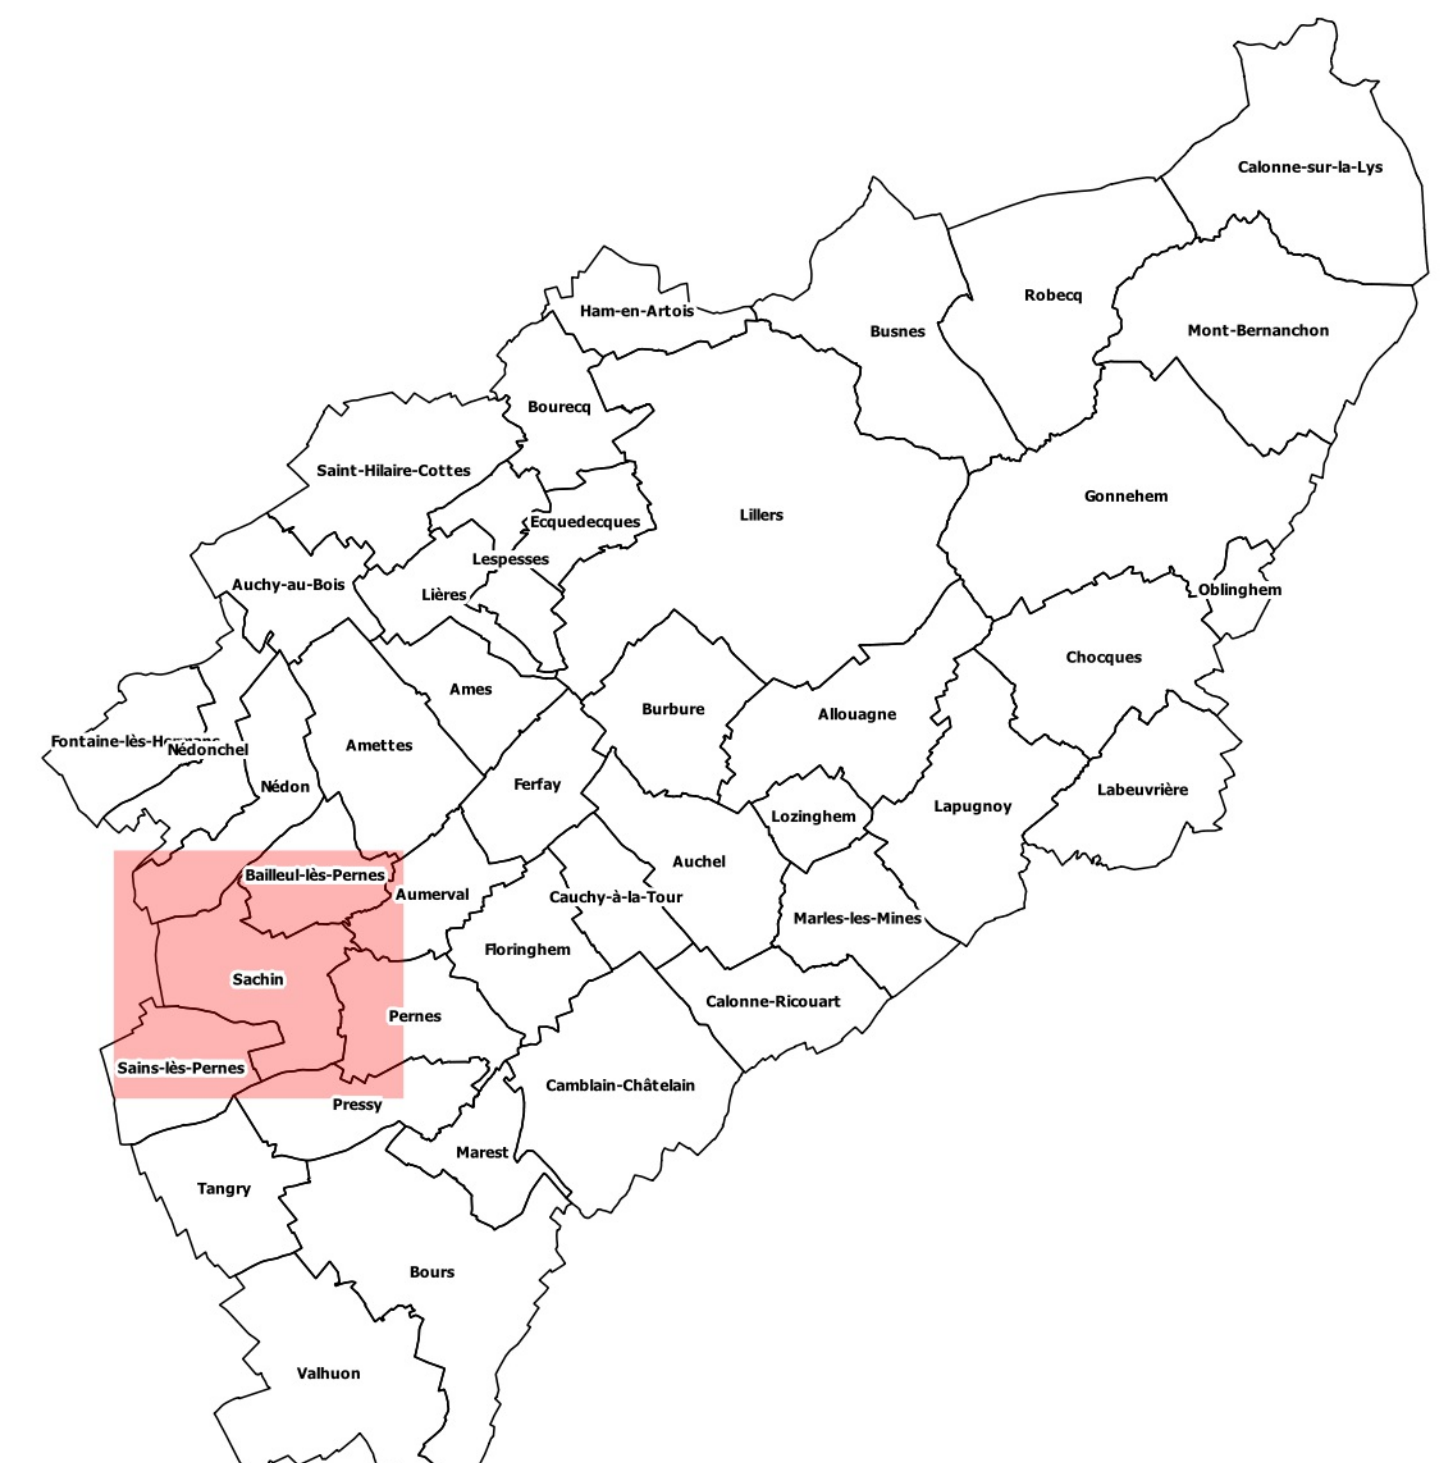 Calonne-sur-la-Lys
Robecq
Ham-en-Artois
Busnes
Mont-Bernanchon
Bourecq
Saint-Hilaire-Cottes
Gonnehem
Lillers
Ecquedecques
Lespesses
Auchy-au-Bois
Lières
Oblinghem
Chocques
Ames
Burbure
Allouagne
Fontaine-lès-
Nédonchel
Amettes
Nédon
Ferfay
Labeuvrière
Lapugnoy
Lozinghem
Auchel
Bailleul-lès-Pernes
Aumerval
Cauchy-à-la-Tour
Marles-les-Mines
Floringhem
Sachin
Calonne-Ricouart
Pernes
Sains-lès-Pernes
Camblain-Châtelain
Pressy
Marest
Tangry
Bours
Valhuon